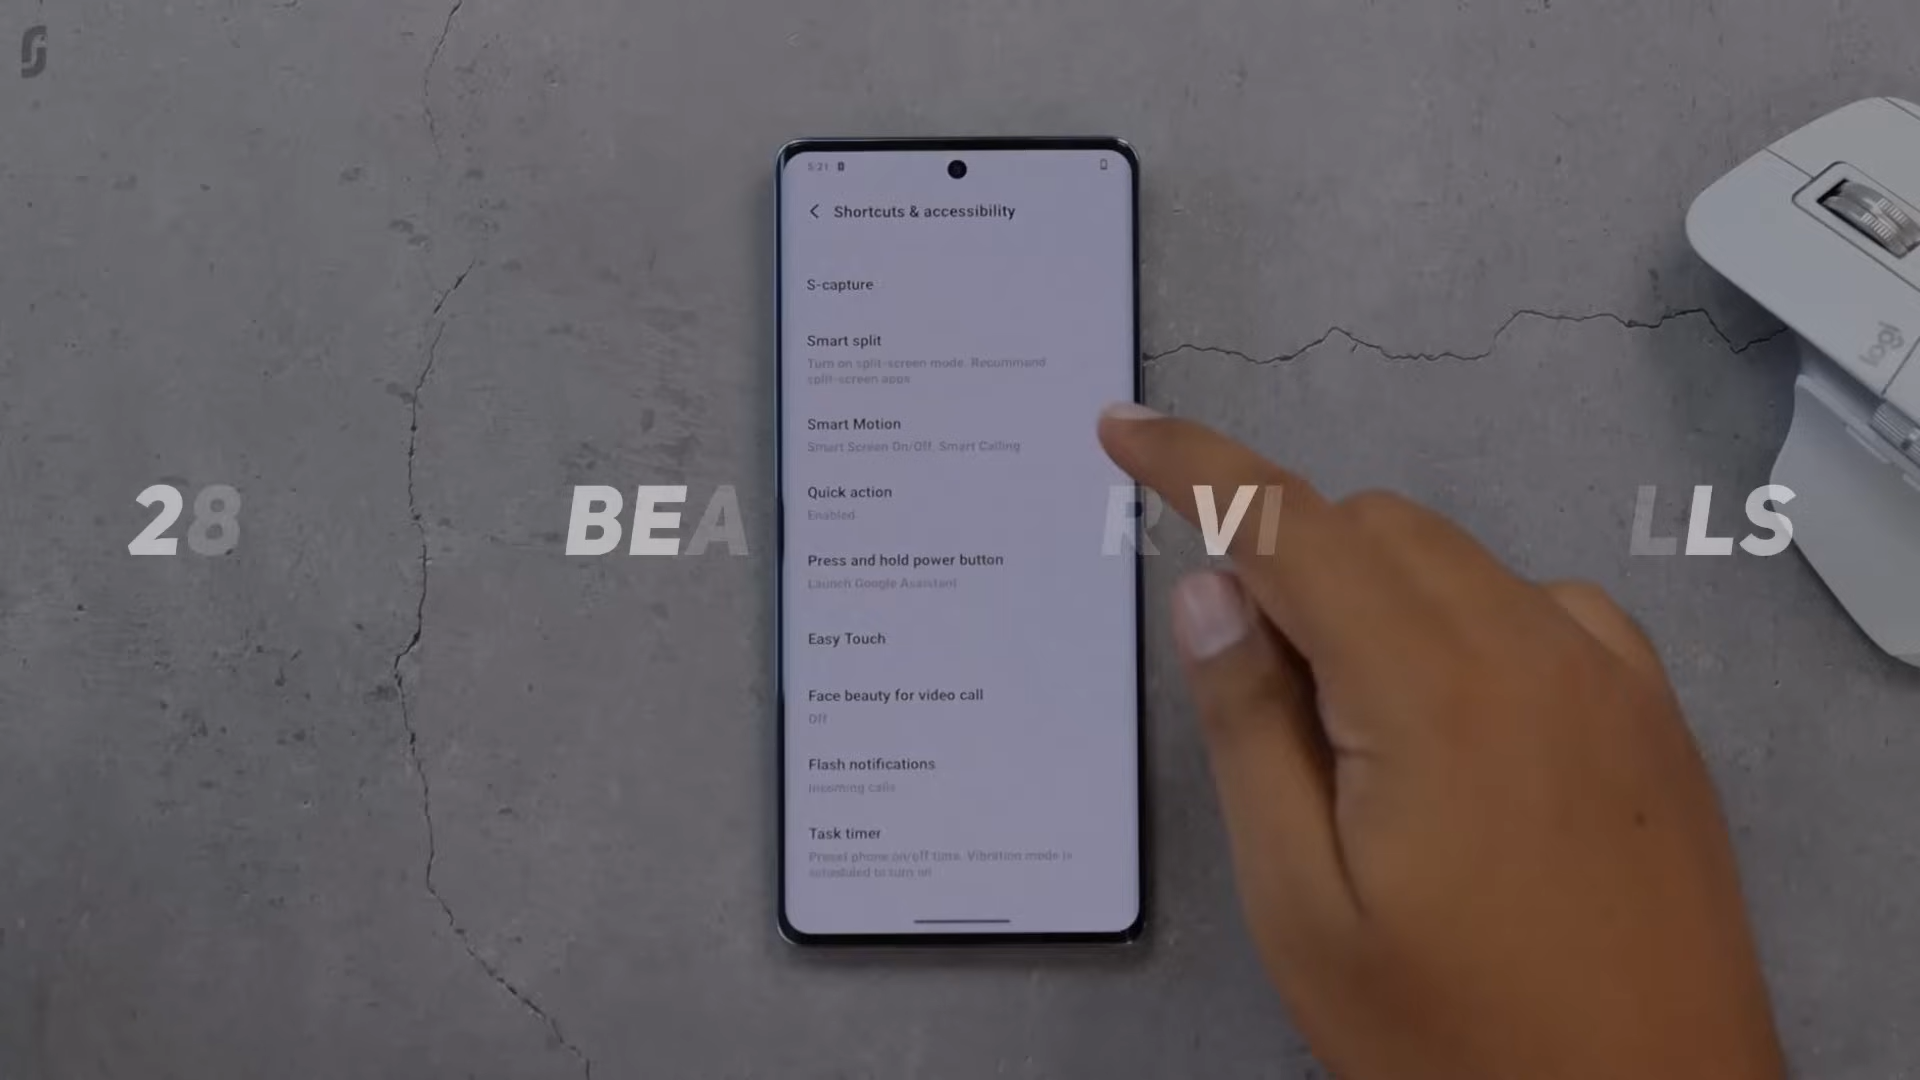 5:21
Shortcuts & accessibility
S-capture
Smart split
Turn on split-screen mode. Recommend
split-screen apps
Smart Motion
Smart Screen On/Off, Smart Calling
Quick action
Enabled
Press and hold power button
Launch Google Assistant
Easy Touch
Face beauty for video call
Off
Flash notifications
Incoming calls
Task timer
Preset phone on/off time. Vibration mode is
scheduled to turn on
28 BEA R VI LLS
logi